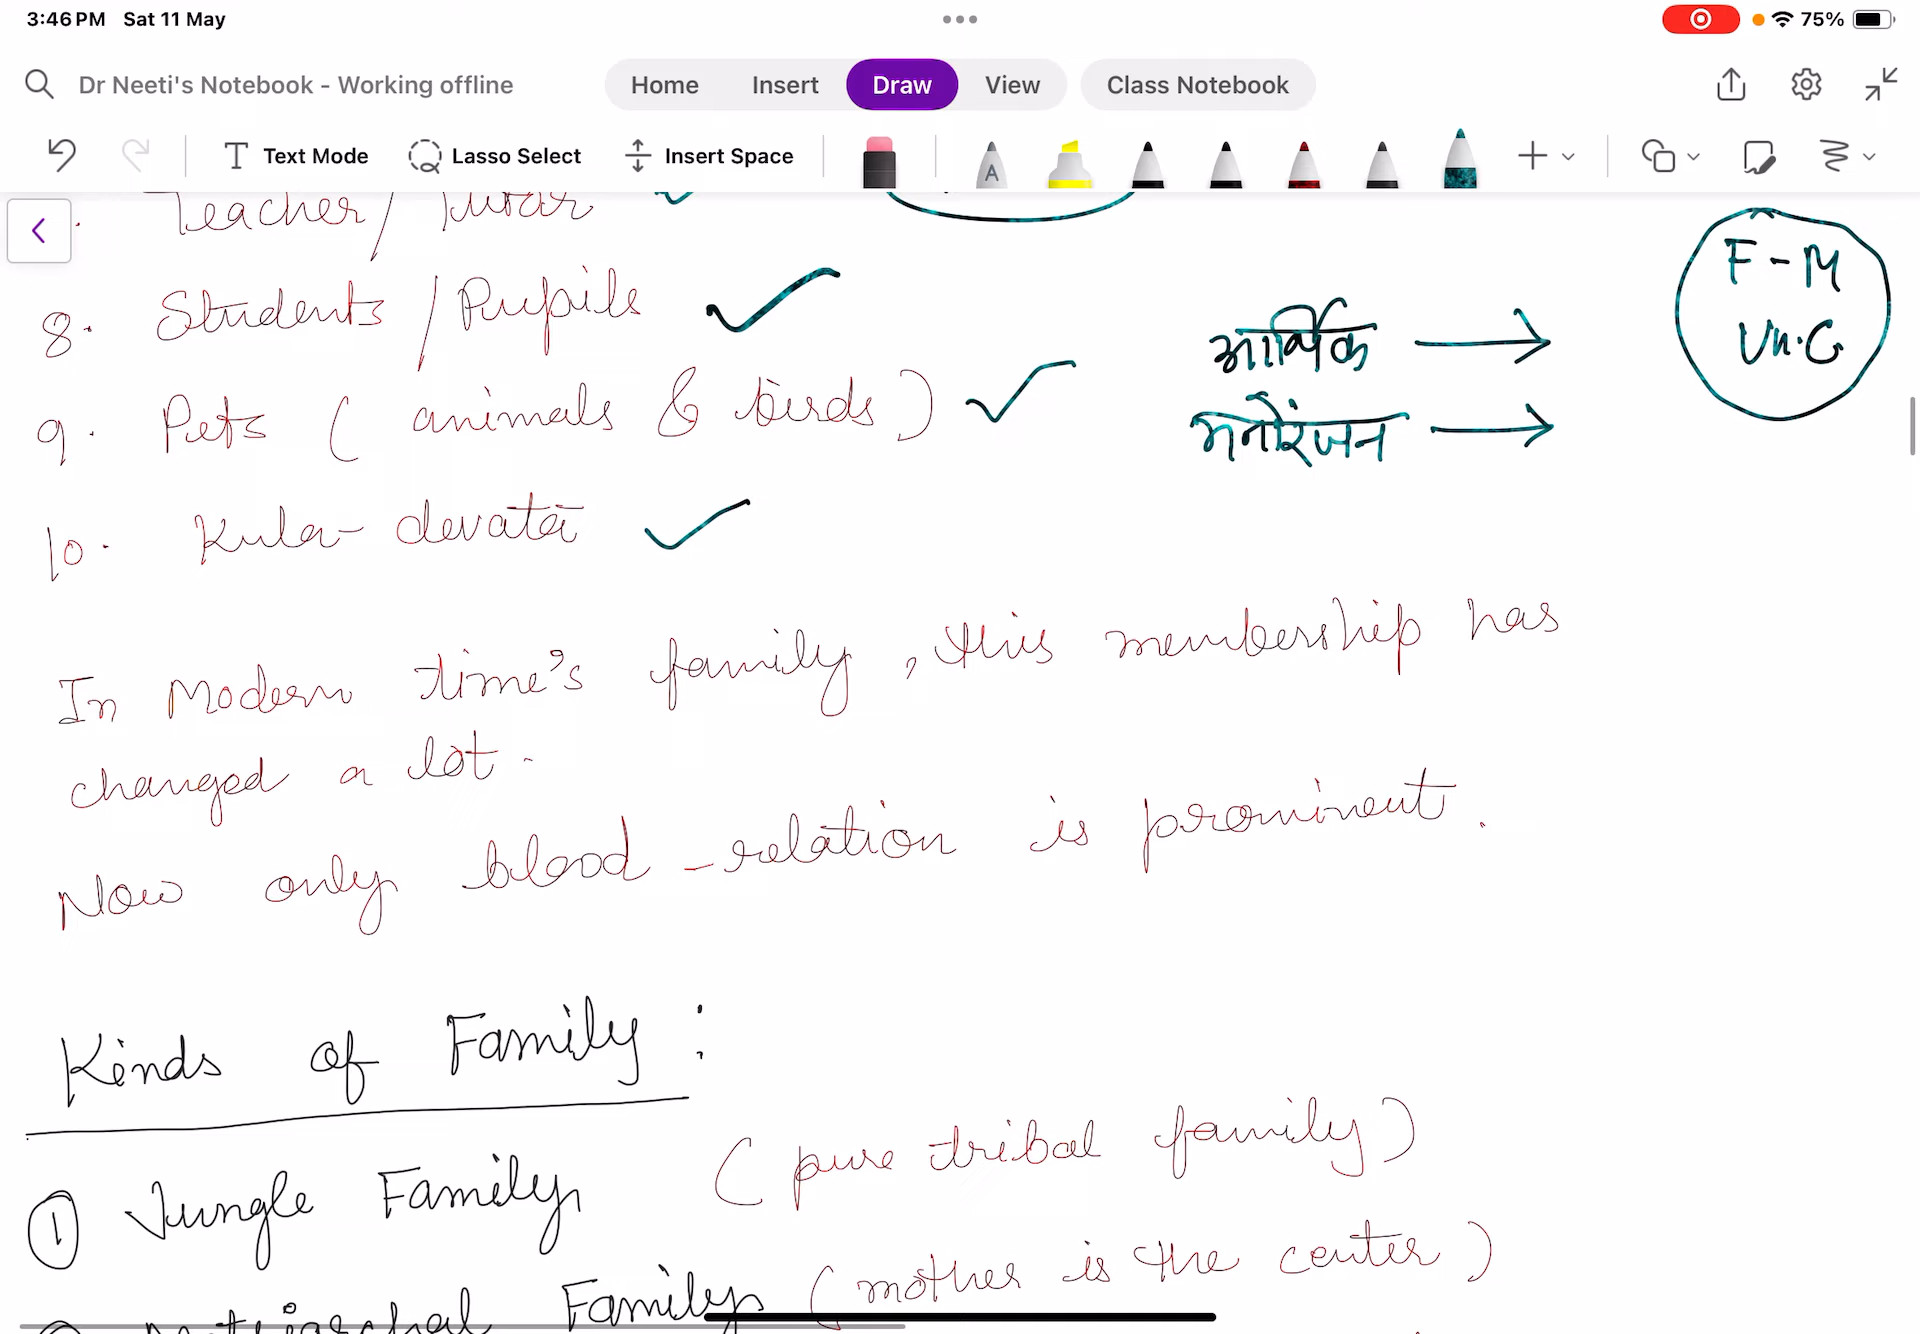 3:46 PM Sat 11 May
75%
Dr Neeti's Notebook - Working offline
Home Insert Draw View Class Notebook
T Text Mode Lasso Select Insert Space A
Teacher / Tutor
8. Students / Pupils
9. Pets ( animals & birds )
10. Kula- devatā
आर्थिक →
मनोरंजन →
F - M
Un. C
In Modern time's family , this membership has
changed a lot .
Now only blood - relation is prominent .
Kinds of Family :
① Jungle Family ( pure tribal family )
Matriarchal Family ( mother is the center )